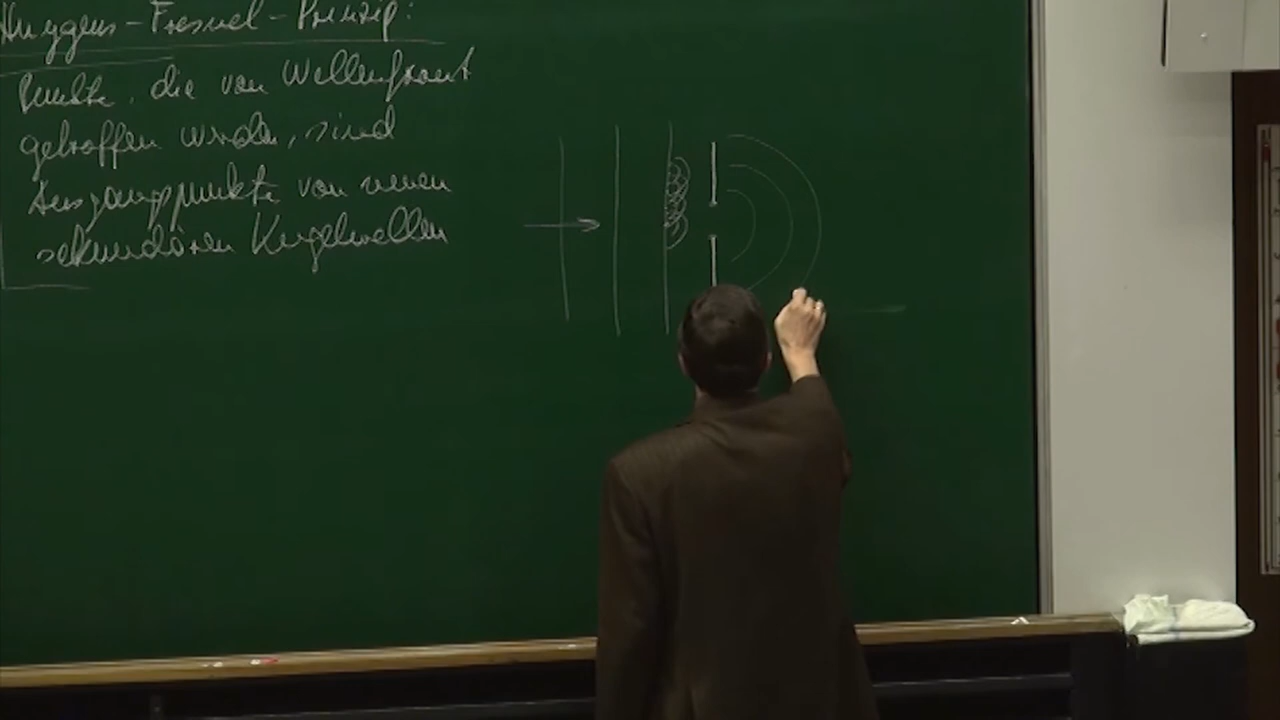 Huygens-Fresnel-Prinzip:
Punkte, die von Wellenfront
getroffen werden, sind
Ausgangspunkte von neuen
sekundären Kugelwellen